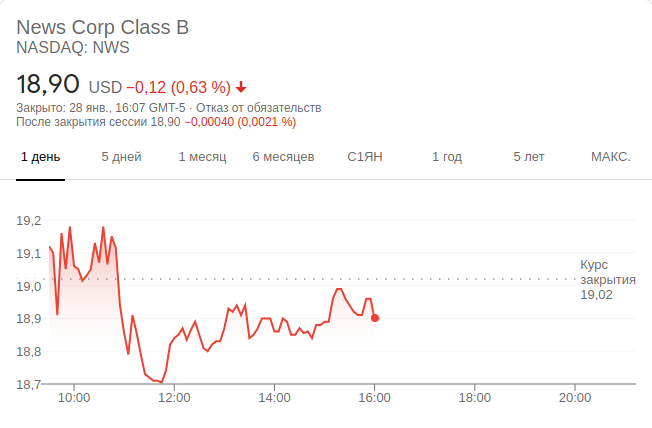 News Corp Class B
NASDAQ: NWS
18,90 USD −0,12 (0,63 %)
Закрыто: 28 янв., 16:07 GMT-5 · Отказ от обязательств
После закрытия сессии 18,90 −0,00040 (0,0021 %)
1 день 5 дней 1 месяц 6 месяцев С1ЯН 1 год 5 лет МАКС.
19,2
19,1
19,0
18,9
18,8
18,7
Курс
закрытия
19,02
10:00 12:00 14:00 16:00 18:00 20:00